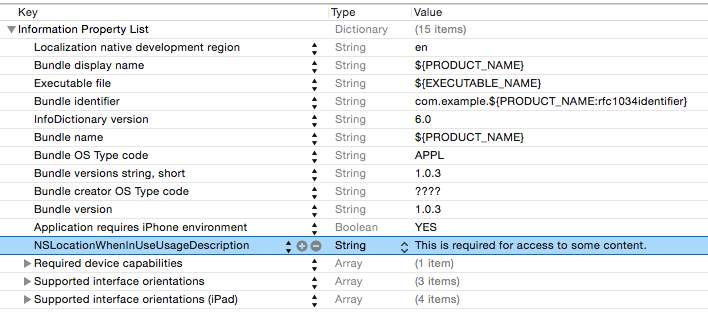 Key Type Value
Information Property List Dictionary (15 items)
Localization native development region String en
Bundle display name String ${PRODUCT_NAME}
Executable file String ${EXECUTABLE_NAME}
Bundle identifier String com.example.${PRODUCT_NAME:rfc1034identifier}
InfoDictionary version String 6.0
Bundle name String ${PRODUCT_NAME}
Bundle OS Type code String APPL
Bundle versions string, short String 1.0.3
Bundle creator OS Type code String ????
Bundle version String 1.0.3
Application requires iPhone environment Boolean YES
NSLocationWhenInUseUsageDescription String This is required for access to some content.
Required device capabilities Array (1 item)
Supported interface orientations Array (3 items)
Supported interface orientations (iPad) Array (4 items)